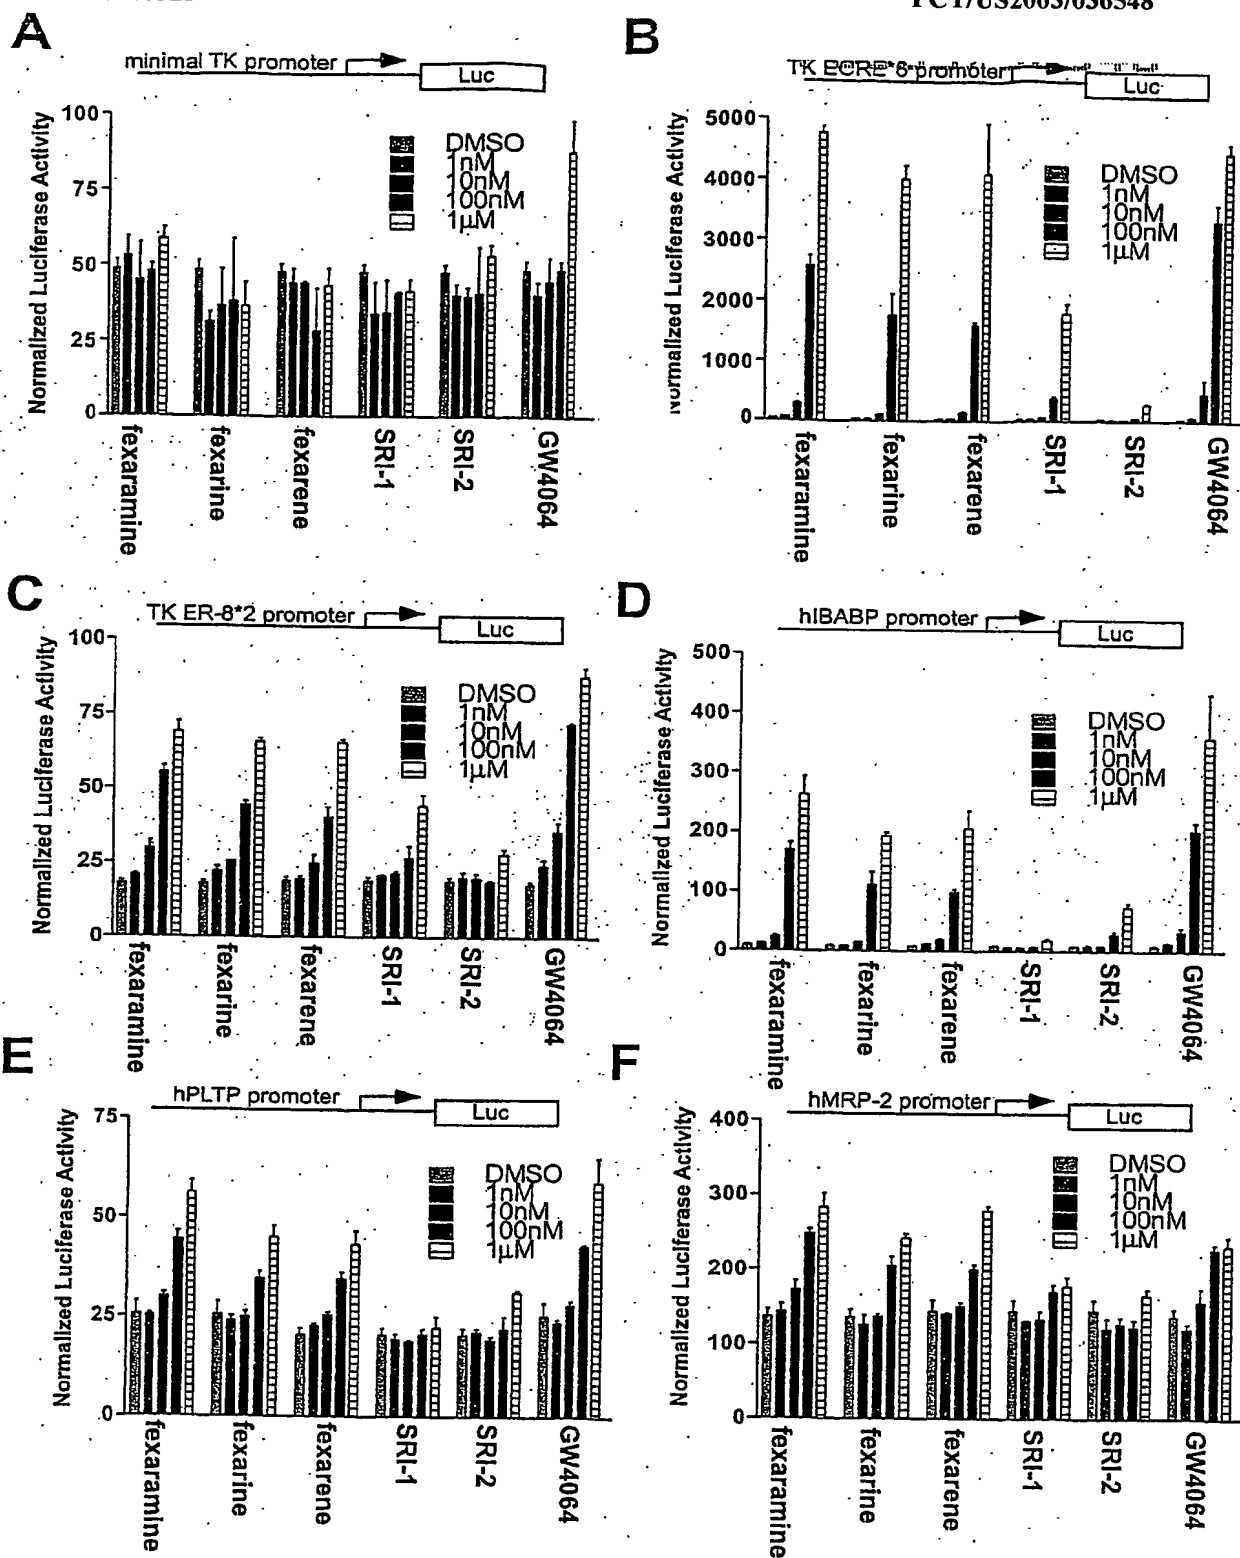 PCT/US2003/036548
A
minimal TK promoter
Luc
Normalized Luciferase Activity
100
75
50
25
0
DMSO
1nM
10nM
100nM
1μM
fexaramine
fexarine
fexarene
SRI-1
SRI-2
GW4064
B
TK ECRE*6 promoter
Luc
Normalized Luciferase Activity
5000
4000
3000
2000
1000
0
DMSO
1nM
10nM
100nM
1μM
fexaramine
fexarine
fexarene
SRI-1
SRI-2
GW4064
C
TK ER-8*2 promoter
Luc
Normalized Luciferase Activity
100
75
50
25
0
DMSO
1nM
10nM
100nM
1μM
fexaramine
fexarine
fexarene
SRI-1
SRI-2
GW4064
D
hIBABP promoter
Luc
Normalized Luciferase Activity
500
400
300
200
100
0
DMSO
1nM
10nM
100nM
1μM
fexaramine
fexarine
fexarene
SRI-1
SRI-2
GW4064
E
hPLTP promoter
Luc
Normalized Luciferase Activity
75
50
25
0
DMSO
1nM
10nM
100nM
1μM
fexaramine
fexarine
fexarene
SRI-1
SRI-2
GW4064
F
hMRP-2 promoter
Luc
Normalized Luciferase Activity
400
300
200
100
0
DMSO
1nM
10nM
100nM
1μM
fexaramine
fexarine
fexarene
SRI-1
SRI-2
GW4064